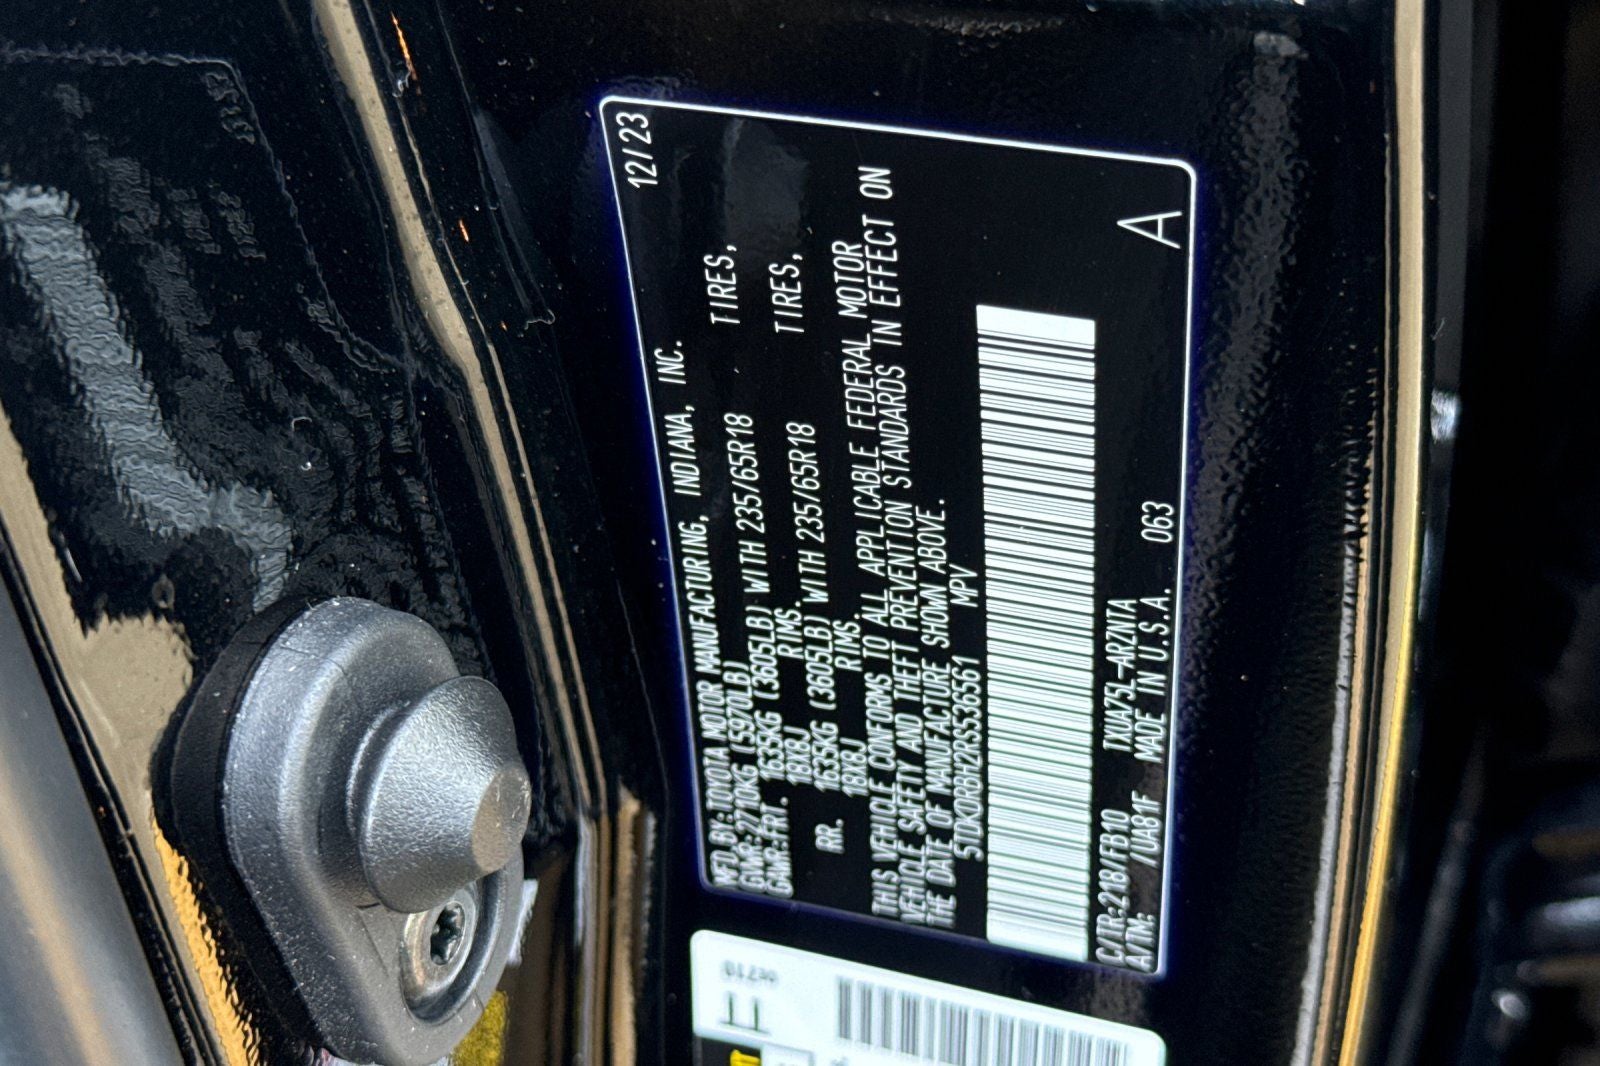 12/23
MFD.BY:TOYOTA MOTOR MANUFACTURING, INDIANA, INC.
GVWR:2710KG (5970LB)
GAWR:FRT. 1635KG (3605LB) WITH 235/65R18 TIRES,
18X8J RIMS.
RR. 1635KG (3605LB) WITH 235/65R18 TIRES,
18X8J RIMS.
THIS VEHICLE CONFORMS TO ALL APPLICABLE FEDERAL MOTOR
VEHICLE SAFETY AND THEFT PREVENTION STANDARDS IN EFFECT ON
THE DATE OF MANUFACTURE SHOWN ABOVE.
5TDKDRBH2RS536561 MPV
C/TR:218/FB10 TXUA75L-ARZNTA
A/TM: /UA81F MADE IN U.S.A. 063
A